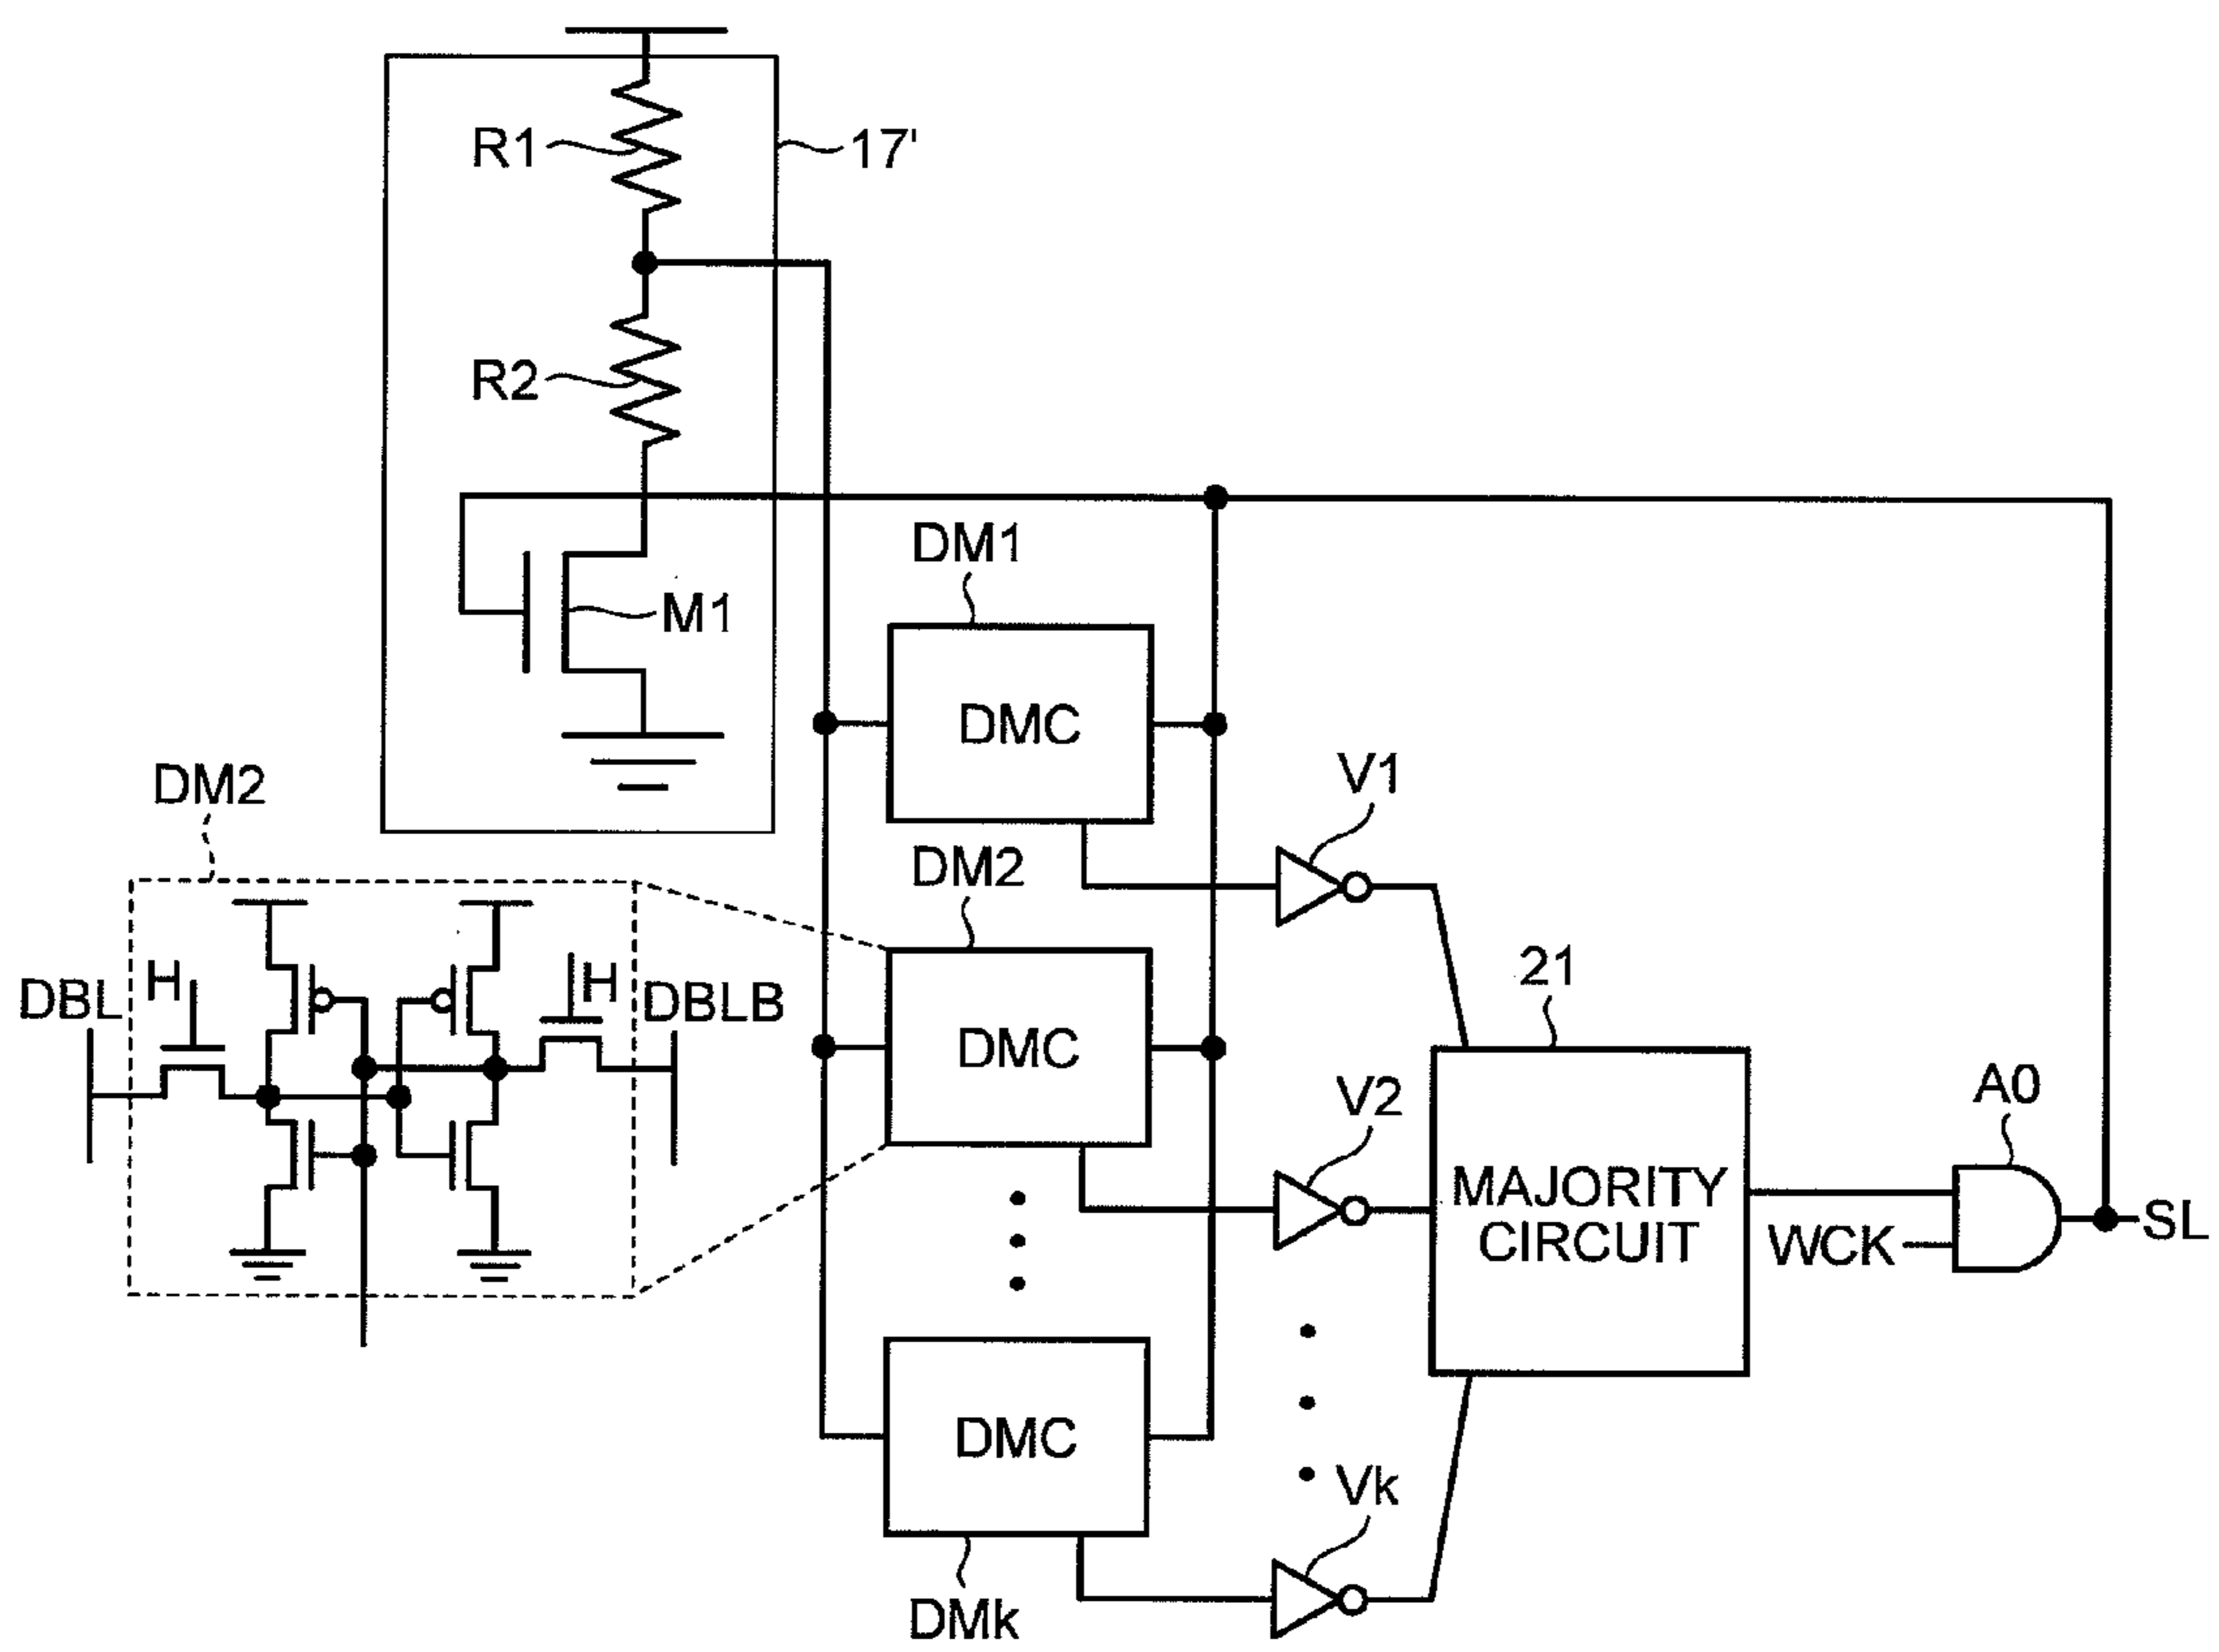 R1
17'
R2
DM1
M1
DMC
DM2
V1
DM2
H
H
DBL
DBLB
21
DMC
V2
A0
MAJORITY
CIRCUIT
WCK
SL
DMC
Vk
DMk